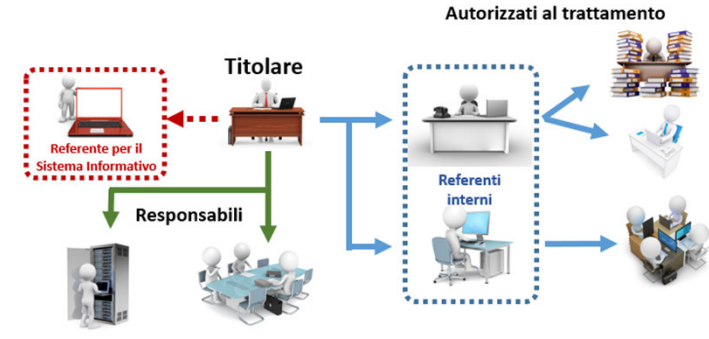 Autorizzati al trattamento
Titolare
Referente per il
Sistema Informativo
Referenti
interni
Responsabili